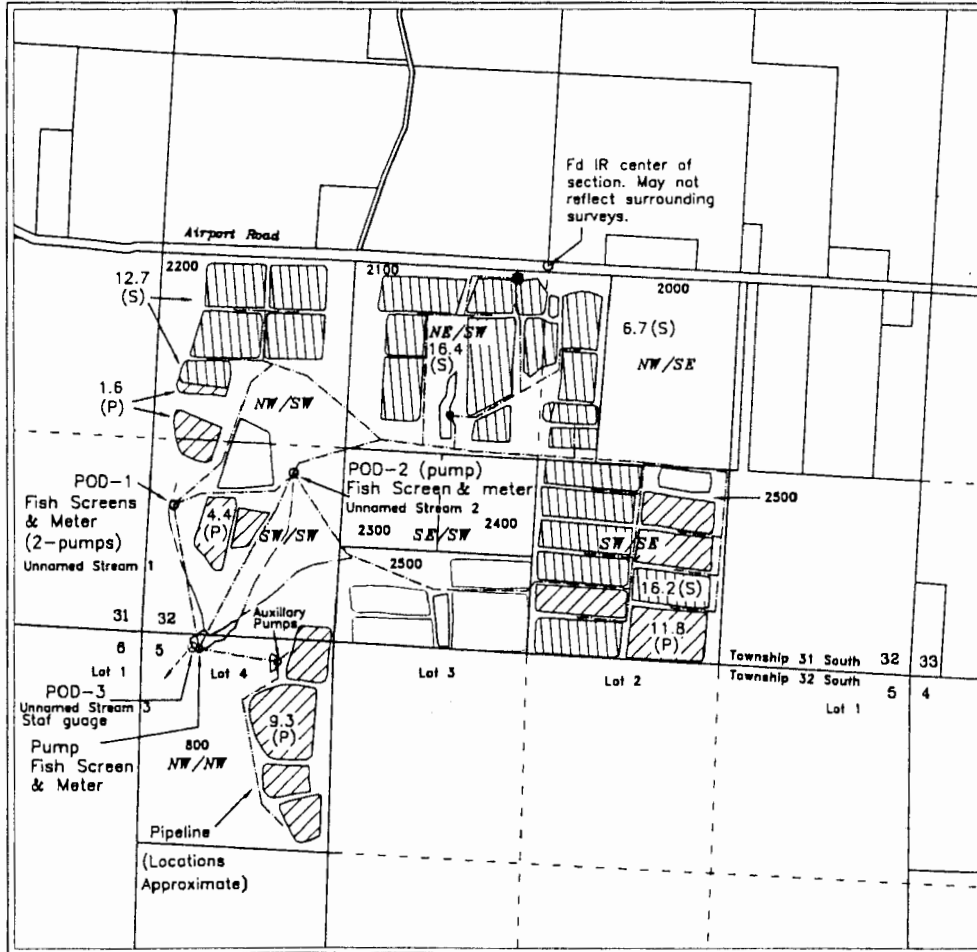 Fd IR center of
section. May not
reflect surrounding
surveys.
Airport Road
2200
2100
2000
12.7
(S)
NE/SW
16.4
(S)
6.7 (S)
NW/SE
1.6
(P)
NW/SW
POD-1
Fish Screens
& Meter
(2-pumps)
Unnamed Stream 1
POD-2 (pump)
Fish Screen & meter
Unnamed Stream 2
2300
2400
SE/SW
2500
4.4
(P)
SW/SW
2500
SW/SE
16.2 (S)
11.8
(P)
Auxillary
Pumps
31
32
6
5
Lot 1
Lot 4
Lot 3
Lot 2
Township 31 South
32
33
Township 32 South
5
4
Lot 1
POD-3
Unnamed Stream 3
Staf guage
Pump
Fish Screen
& Meter
800
NW/NW
9.3
(P)
Pipeline
(Locations
Approximate)